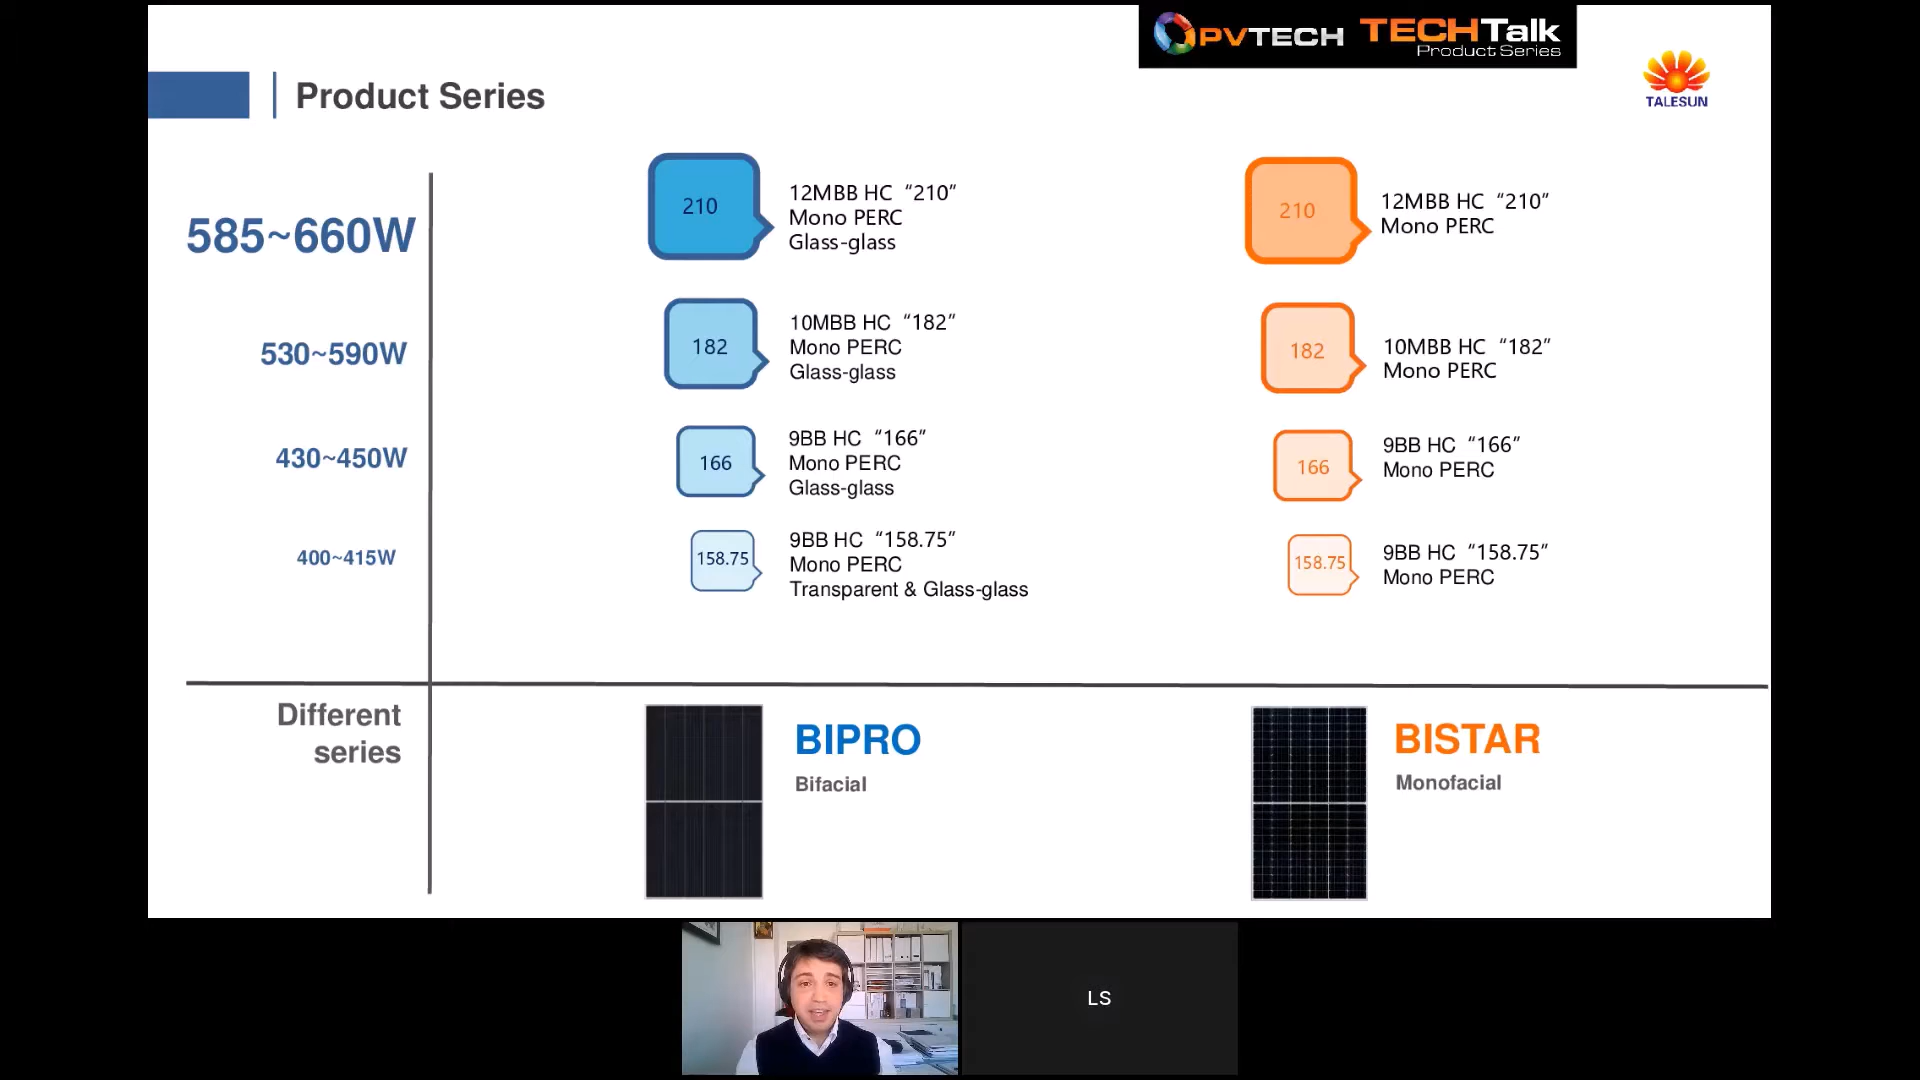 PVTECH TECHTalk
Product Series
TALESUN
Product Series
585~660W
210
12MBB HC “210”
Mono PERC
Glass-glass
210
12MBB HC “210”
Mono PERC
530~590W
182
10MBB HC “182”
Mono PERC
Glass-glass
182
10MBB HC “182”
Mono PERC
430~450W
166
9BB HC “166”
Mono PERC
Glass-glass
166
9BB HC “166”
Mono PERC
400~415W
158.75
9BB HC “158.75”
Mono PERC
Transparent & Glass-glass
158.75
9BB HC “158.75”
Mono PERC
Different
series
BIPRO
Bifacial
BISTAR
Monofacial
LS